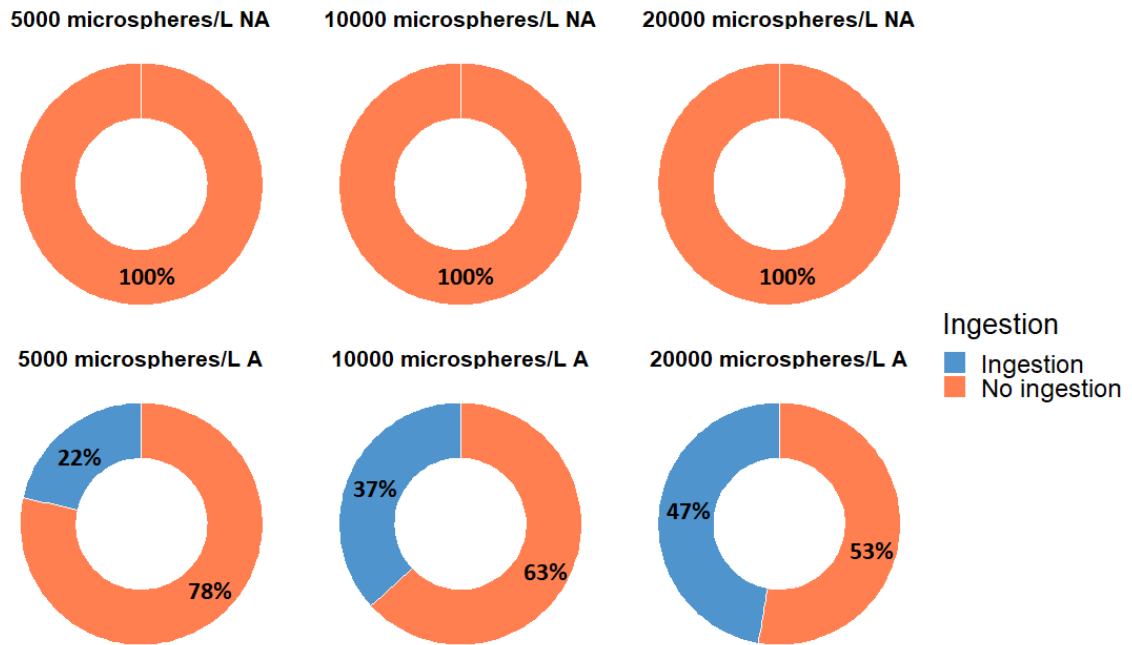 5000 microspheres/L NA
10000 microspheres/L NA
20000 microspheres/L NA
100%
100%
100%
5000 microspheres/L A
10000 microspheres/L A
20000 microspheres/L A
22%
78%
37%
63%
47%
53%
Ingestion
Ingestion
No ingestion